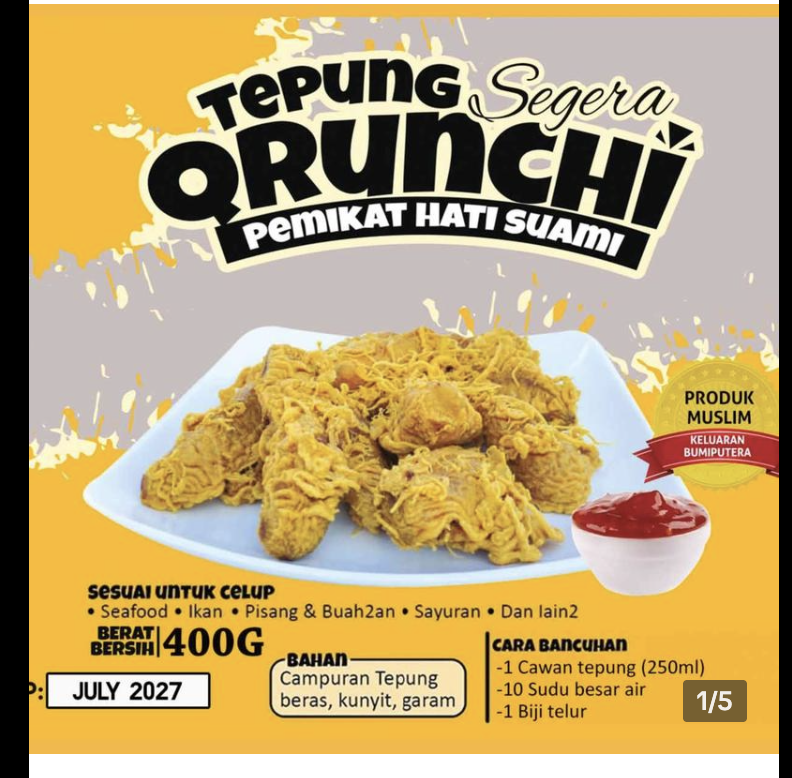 TEPUNG Segera
QRUNCHI
PEMIKAT HATI SUAMI
PRODUK
MUSLIM
KELUARAN
BUMIPUTERA
SESUAI UNTUK CELUP
• Seafood • Ikan • Pisang & Buah2an • Sayuran • Dan lain2
BERAT
BERSIH
400G
P: JULY 2027
BAHAN
Campuran Tepung
beras, kunyit, garam
CARA BANCUHAN
-1 Cawan tepung (250ml)
-10 Sudu besar air
-1 Biji telur
1/5